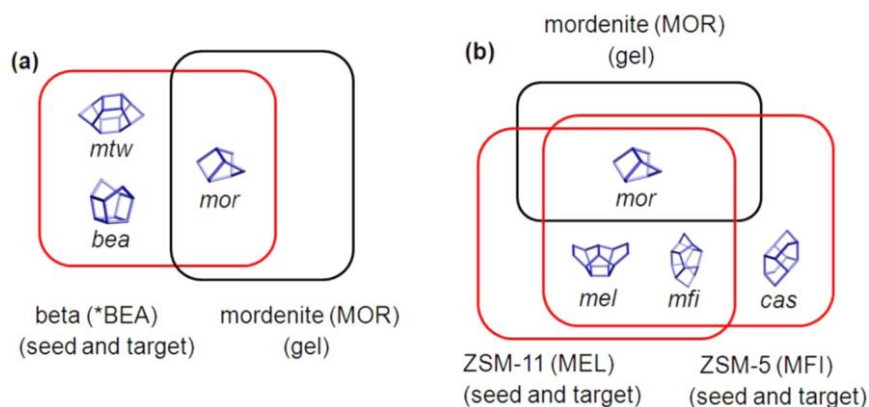 (a)
mtw
bea
mor
beta (*BEA)
(seed and target)
mordenite (MOR)
(gel)
(b)
mordenite (MOR)
(gel)
mor
mel
mfi
cas
ZSM-11 (MEL)
(seed and target)
ZSM-5 (MFI)
(seed and target)